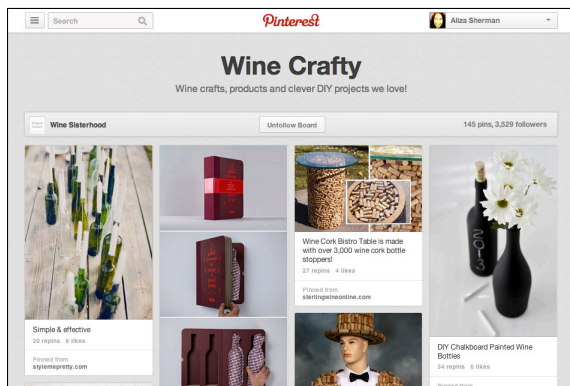 Search
Pinterest
Aliza Sherman
Wine Crafty
Wine crafts, products and clever DIY projects we love!
Wine Sisterhood
Unfollow Board
145 pins, 3,529 followers
Simple & effective
20 repins 6 likes
Pinned from
stylemepretty.com
Wine Cork Bistro Table is made
with over 3,000 wine cork bottle
stoppers!
27 repins 4 likes
Pinned from
sterlingwineonline.com
2013
DIY Chalkboard Painted Wine
Bottles
34 repins 6 likes
Pinned from